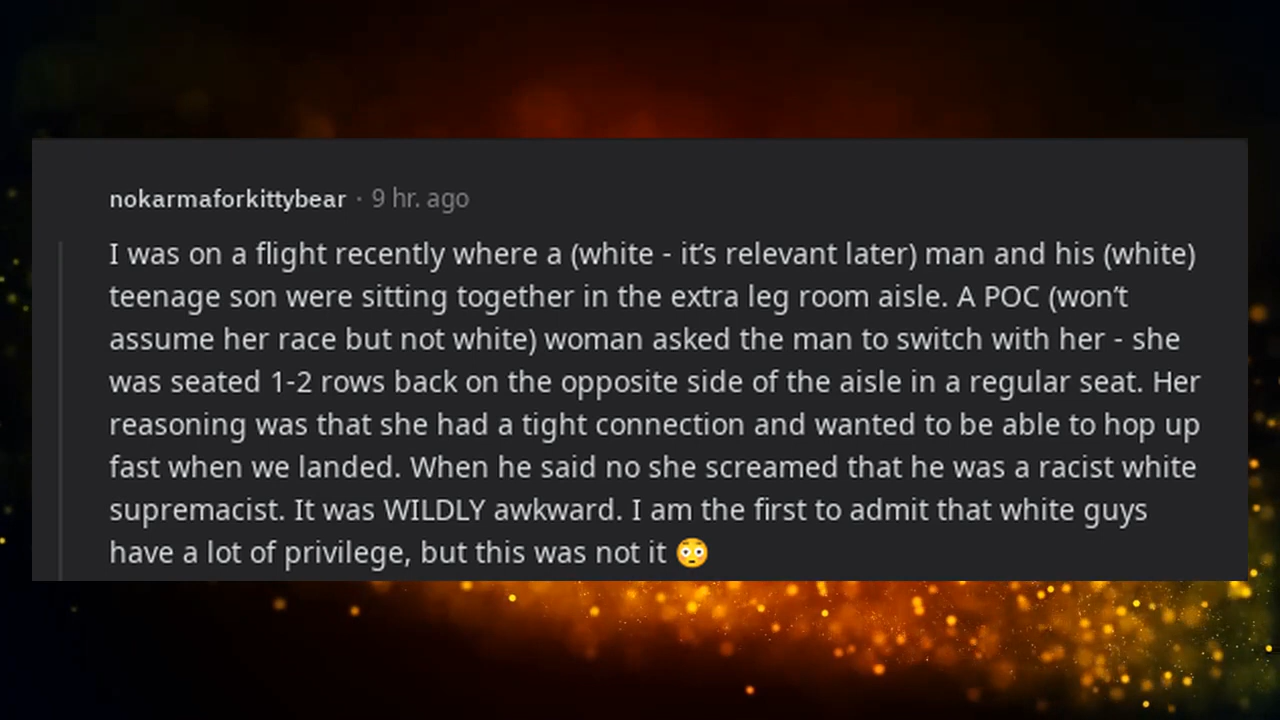 nokarmaforkittybear · 9 hr. ago
I was on a flight recently where a (white - it’s relevant later) man and his (white)
teenage son were sitting together in the extra leg room aisle. A POC (won’t
assume her race but not white) woman asked the man to switch with her - she
was seated 1-2 rows back on the opposite side of the aisle in a regular seat. Her
reasoning was that she had a tight connection and wanted to be able to hop up
fast when we landed. When he said no she screamed that he was a racist white
supremacist. It was WILDLY awkward. I am the first to admit that white guys
have a lot of privilege, but this was not it 😳